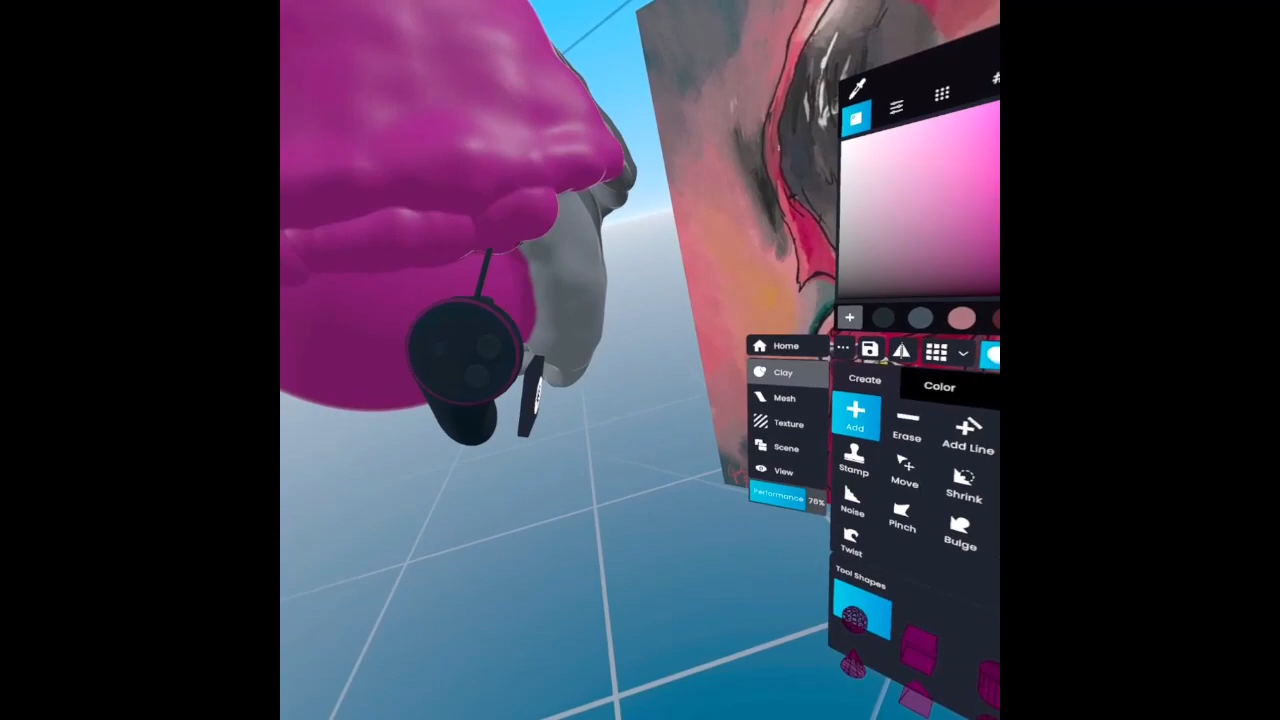 Home
Clay
Mesh
Texture
Scene
View
Performance 78%
Create Color
Add Erase Add Line
Stamp Move Shrink
Noise Pinch Bulge
Twist
Tool Shapes